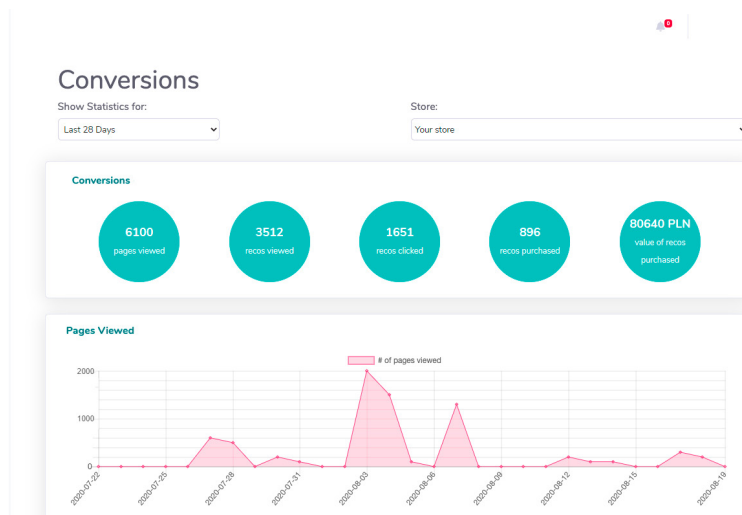 0
Conversions
Show Statistics for:
Store:
Last 28 Days
Your store
Conversions
6100
pages viewed
3512
recos viewed
1651
recos clicked
896
recos purchased
80640 PLN
value of recos
purchased
Pages Viewed
# of pages viewed
2000
1000
0
2020-07-22
2020-07-25
2020-07-28
2020-07-31
2020-08-03
2020-08-06
2020-08-09
2020-08-12
2020-08-15
2020-08-19